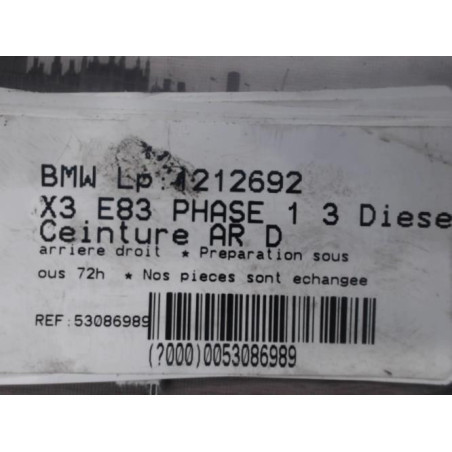 BMW Lp:1212692
X3 E83 PHASE 1 3 Diese
Ceinture AR D
arriere droit * Preparation sous
ous 72h * Nos pieces sont echangee
REF:53086989
(?000)0053086989